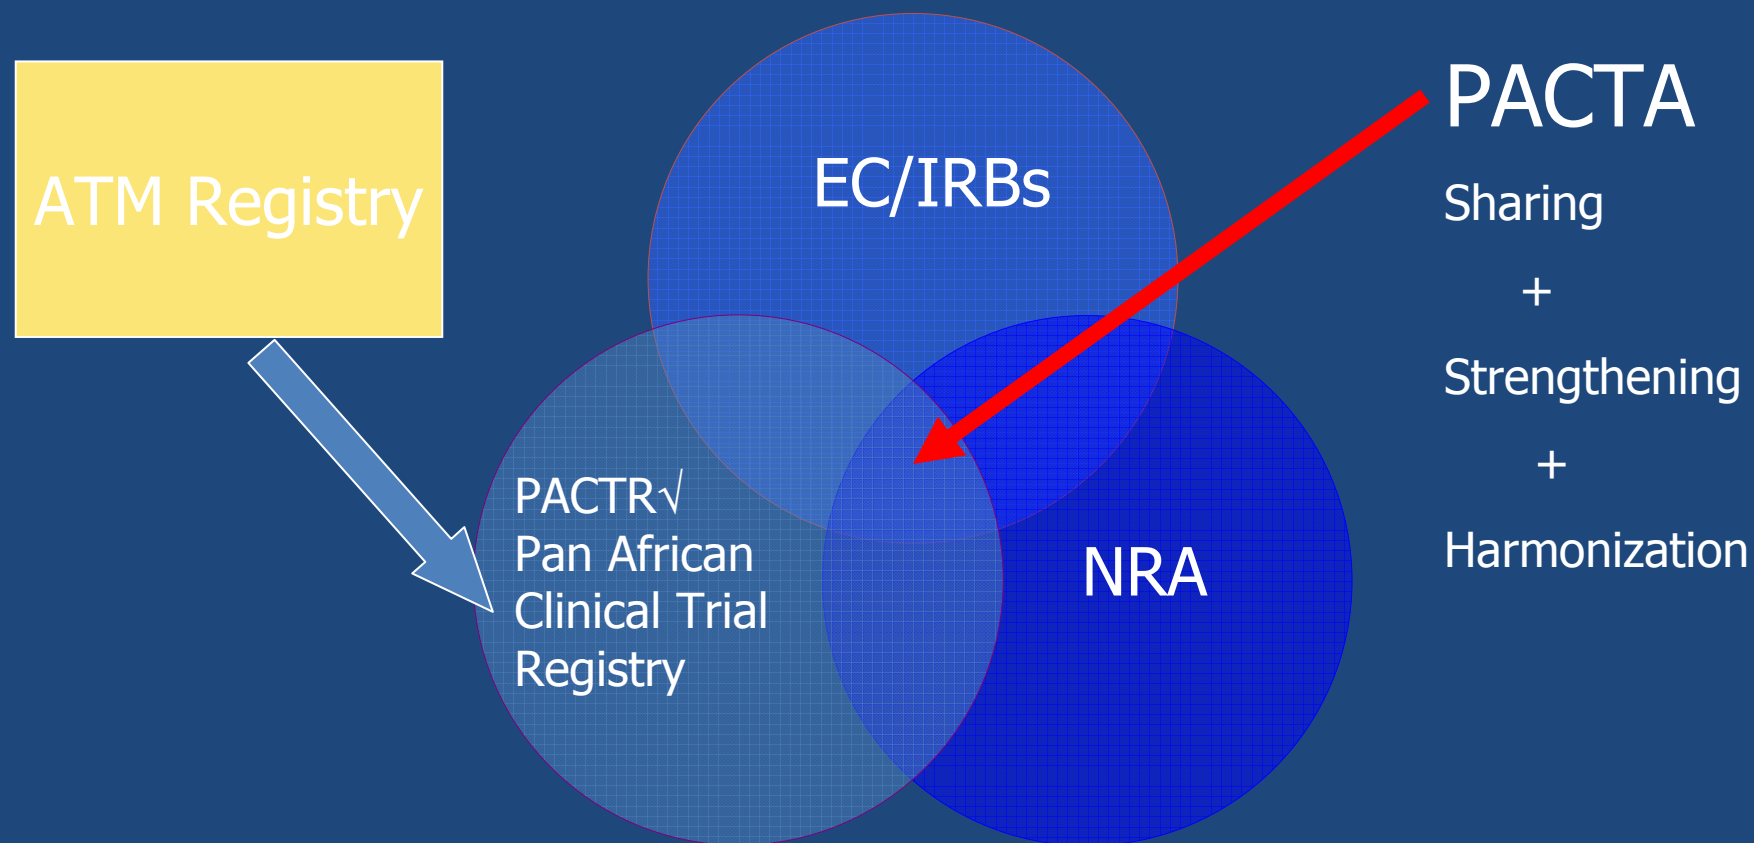 ATM Registry
EC/IRBs
PACTR√
Pan African
Clinical Trial
Registry
NRA
PACTA
Sharing
+
Strengthening
+
Harmonization